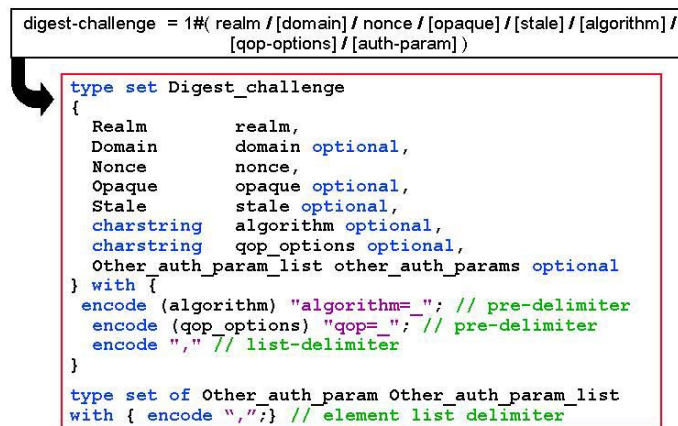 digest-challenge = 1#( realm / [domain] / nonce / [opaque] / [stale] / [algorithm] /
[qop-options] / [auth-param] )
type set Digest_challenge
{
Realm realm,
Domain domain optional,
Nonce nonce,
Opaque opaque optional,
Stale stale optional,
charstring algorithm optional,
charstring qop_options optional,
Other_auth_param_list other_auth_params optional
} with {
encode (algorithm) "algorithm=_"; // pre-delimiter
encode (qop_options) "qop=_"; // pre-delimiter
encode "," // list-delimiter
}
type set of Other_auth_param Other_auth_param_list
with { encode “,”;} // element list delimiter